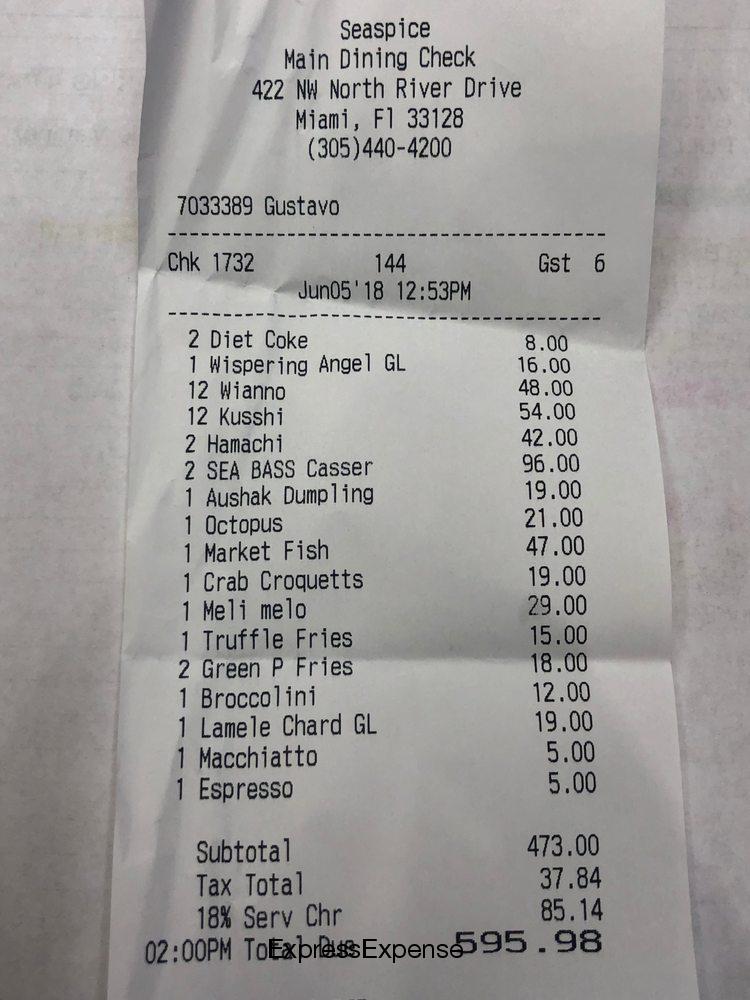 Seaspice
Main Dining Check
422 NW North River Drive
Miami, Fl 33128
(305)440-4200
7033389 Gustavo
Chk 1732 144 Gst 6
Jun05'18 12:53PM
2 Diet Coke 8.00
1 Wispering Angel GL 16.00
12 Wianno 48.00
12 Kusshi 54.00
2 Hamachi 42.00
2 SEA BASS Casser 96.00
1 Aushak Dumpling 19.00
1 Octopus 21.00
1 Market Fish 47.00
1 Crab Croquetts 19.00
1 Meli melo 29.00
1 Truffle Fries 15.00
2 Green P Fries 18.00
1 Broccolini 12.00
1 Lamele Chard GL 19.00
1 Macchiatto 5.00
1 Espresso 5.00
Subtotal 473.00
Tax Total 37.84
18% Serv Chr 85.14
02:00PM Total Due 595.98
ExpressExpense